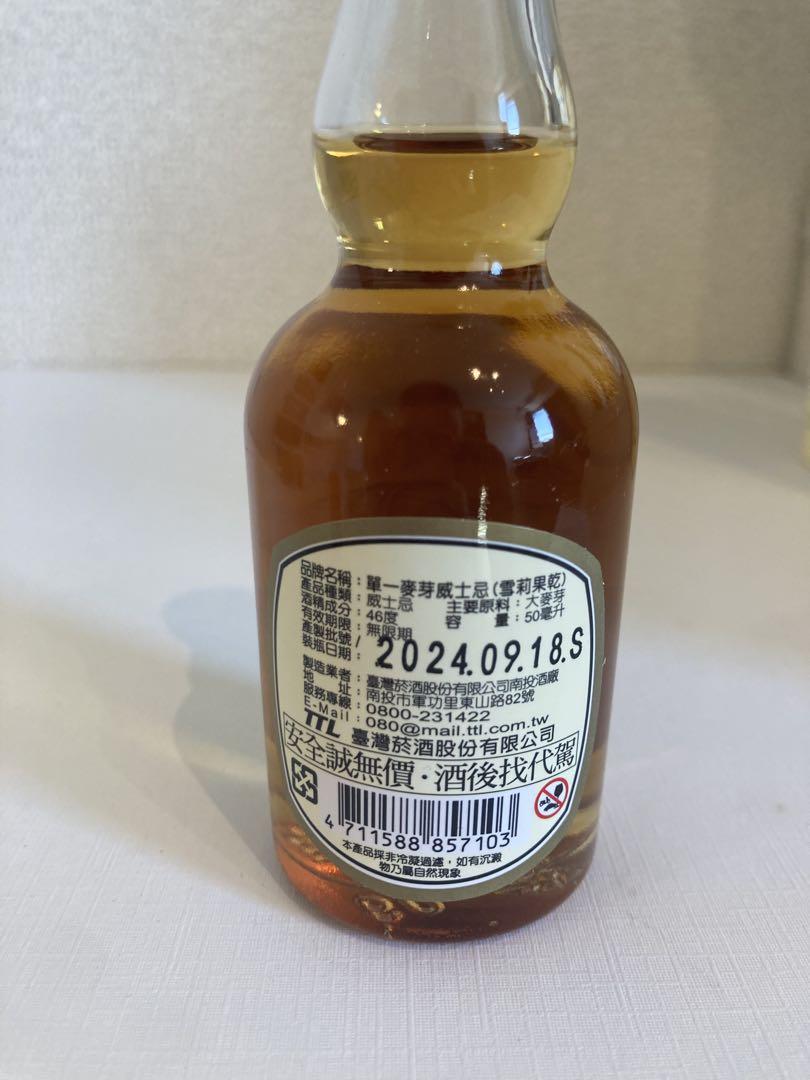 品牌名稱：單一麥芽威士忌(雪莉果乾)
產品種類：威士忌 主要原料：大麥芽
酒精成分：46度 容量：50毫升
有效期限：無限期
產製批號/
裝瓶日期： 2024.09.18.S
製造業者：臺灣菸酒股份有限公司南投酒廠
地址：南投市軍功里東山路82號
服務專線：0800-231422
E-Mail：080@mail.ttl.com.tw
TTL 臺灣菸酒股份有限公司
安全誠無價·酒後找代駕
4 711588 857103
本產品採非冷凝過濾，如有沉澱
物乃屬自然現象